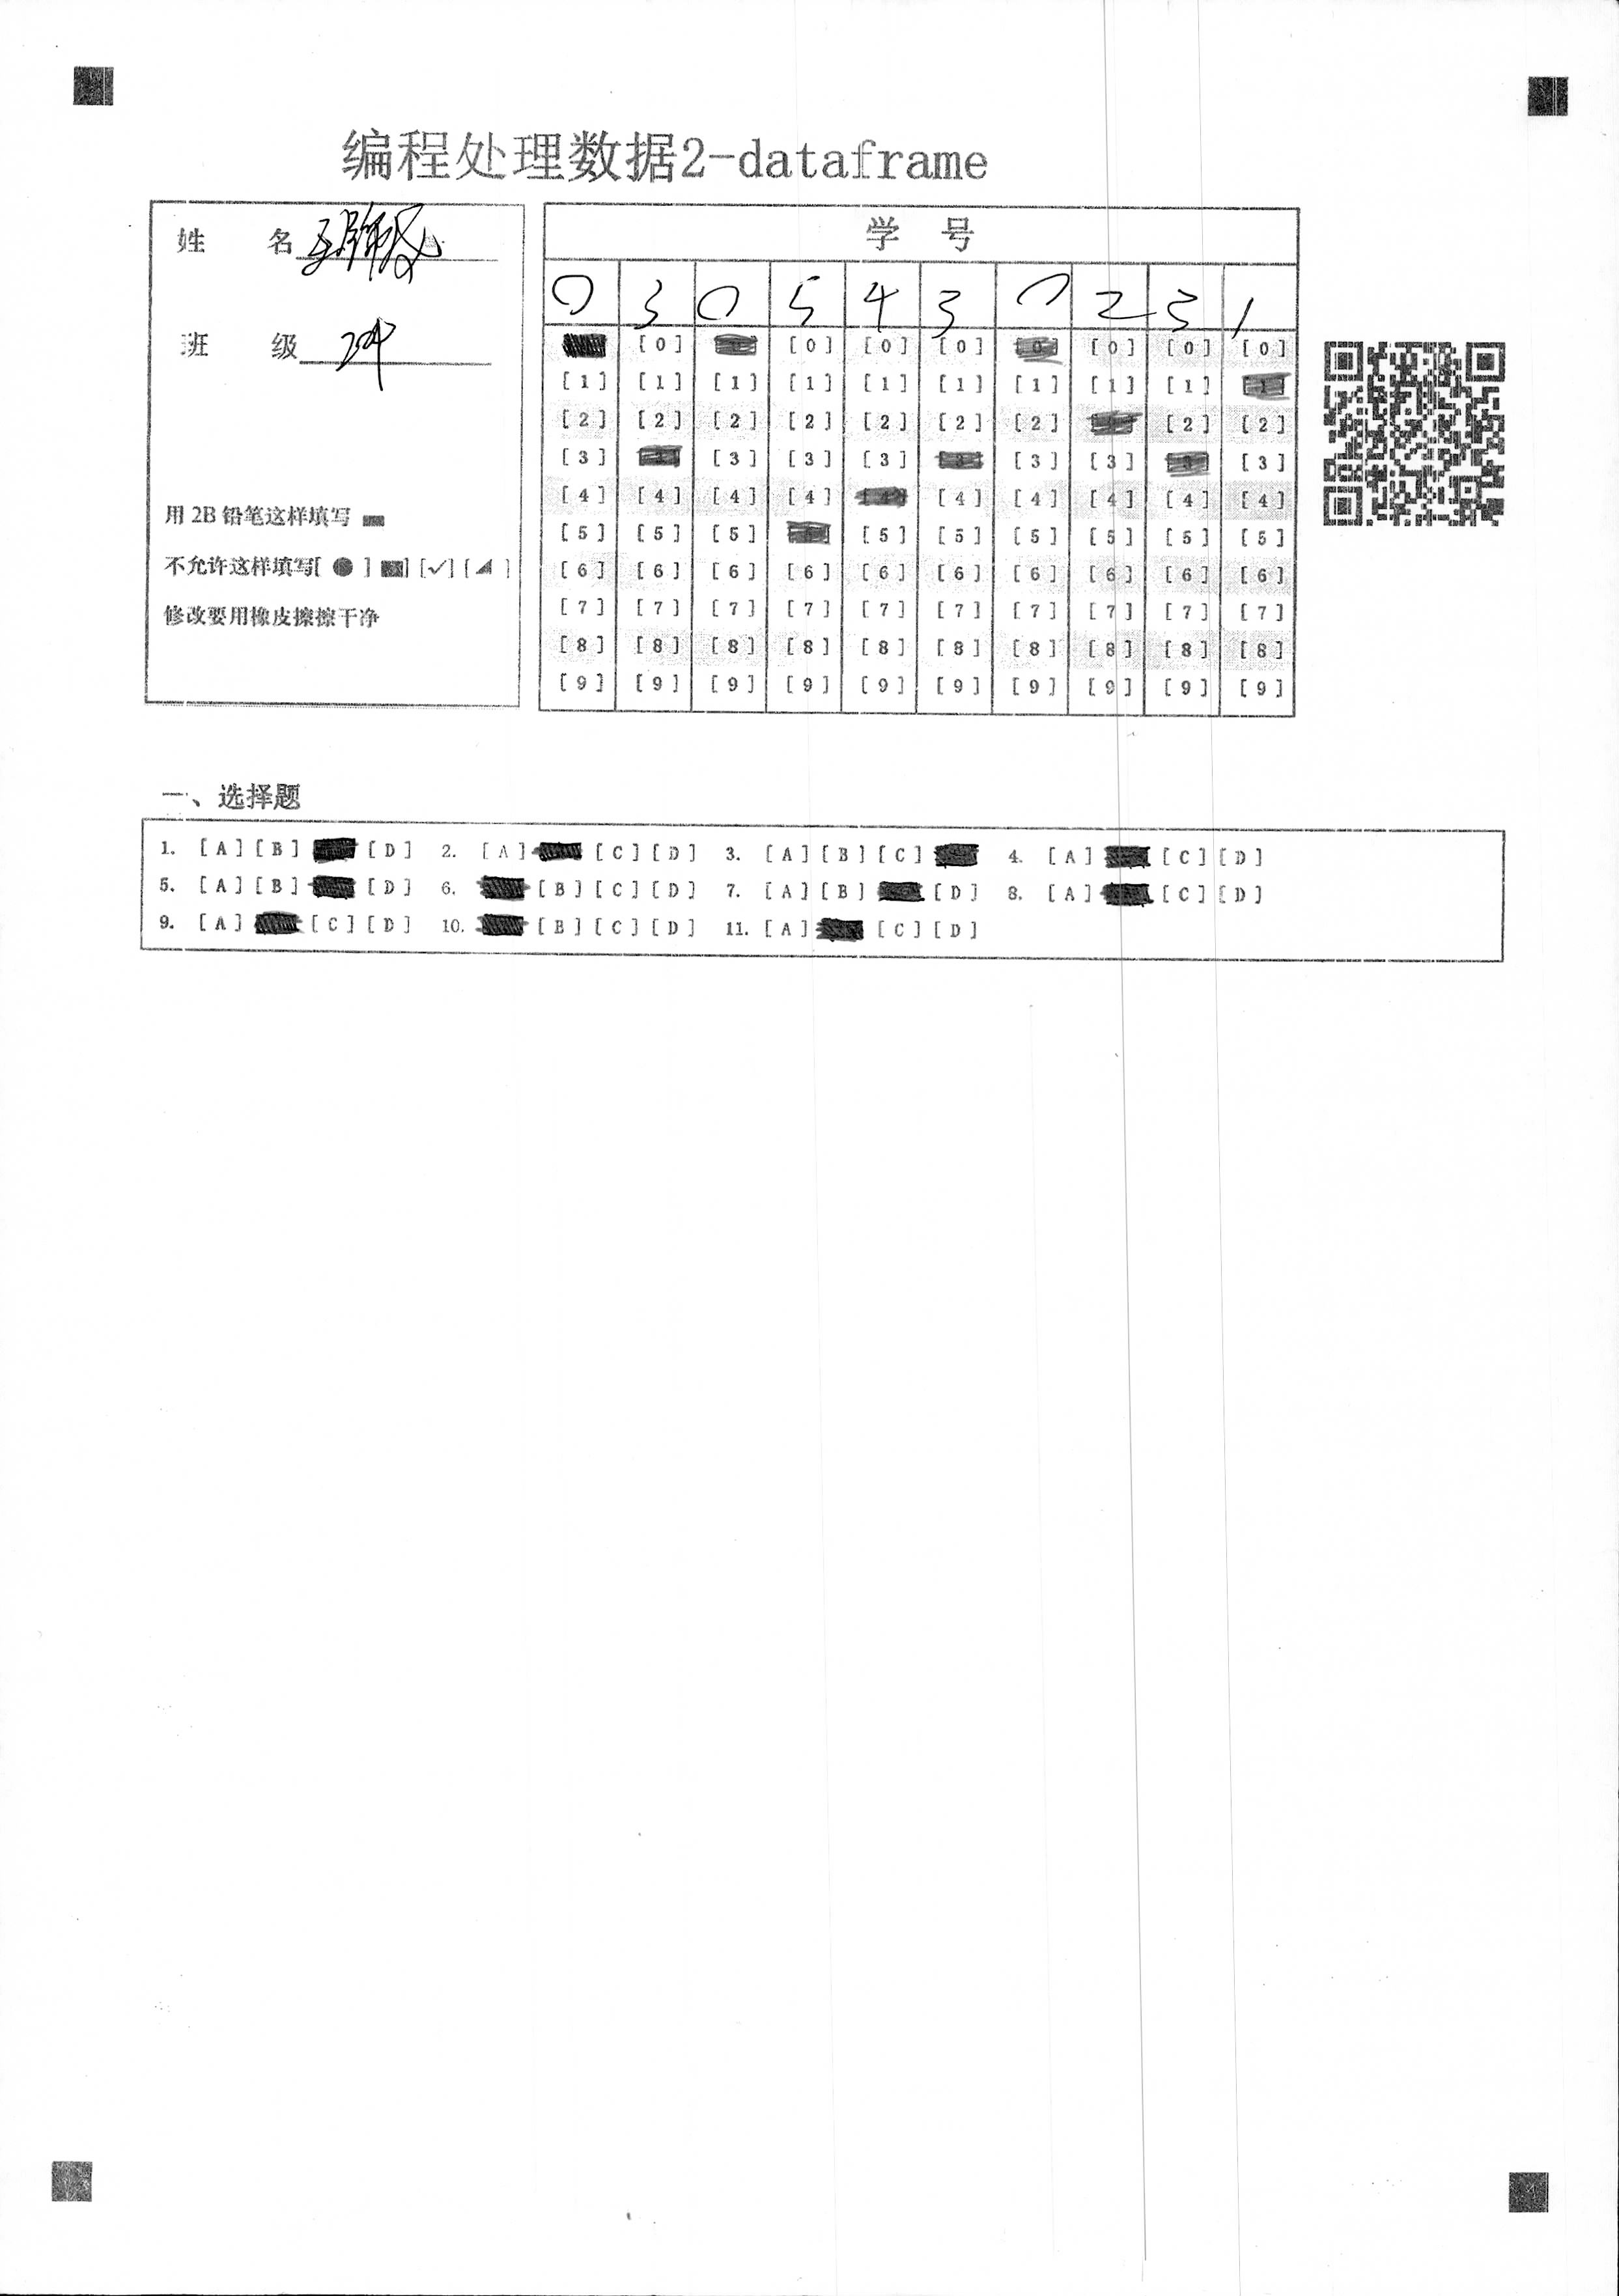 编程处理数据2-dataframe
姓 名
班 级
用 2B 铅笔这样填写
不允许这样填写[ ● ] ■] [✓] [◢ ]
修改要用橡皮擦擦干净
学 号
0 3 0 5 4 3 0 2 3 1
[0] [0] [0] [0] [0] [0] [0] [0]
[1] [1] [1] [1] [1] [1] [1] [1] [1] [1]
[2] [2] [2] [2] [2] [2] [2] [2] [2]
[3] [3] [3] [3] [3] [3] [3] [3] [3]
[4] [4] [4] [4] [4] [4] [4] [4] [4] [4]
[5] [5] [5] [5] [5] [5] [5] [5] [5]
[6] [6] [6] [6] [6] [6] [6] [6] [6] [6]
[7] [7] [7] [7] [7] [7] [7] [7] [7] [7]
[8] [8] [8] [8] [8] [8] [8] [8] [8] [8]
[9] [9] [9] [9] [9] [9] [9] [9] [9] [9]
一、选择题
1. [A] [B] [D] 2. [A] [C] [D] 3. [A] [B] [C] 4. [A] [C] [D]
5. [A] [B] [D] 6. [B] [C] [D] 7. [A] [B] [D] 8. [A] [C] [D]
9. [A] [C] [D] 10. [B] [C] [D] 11. [A] [C] [D]